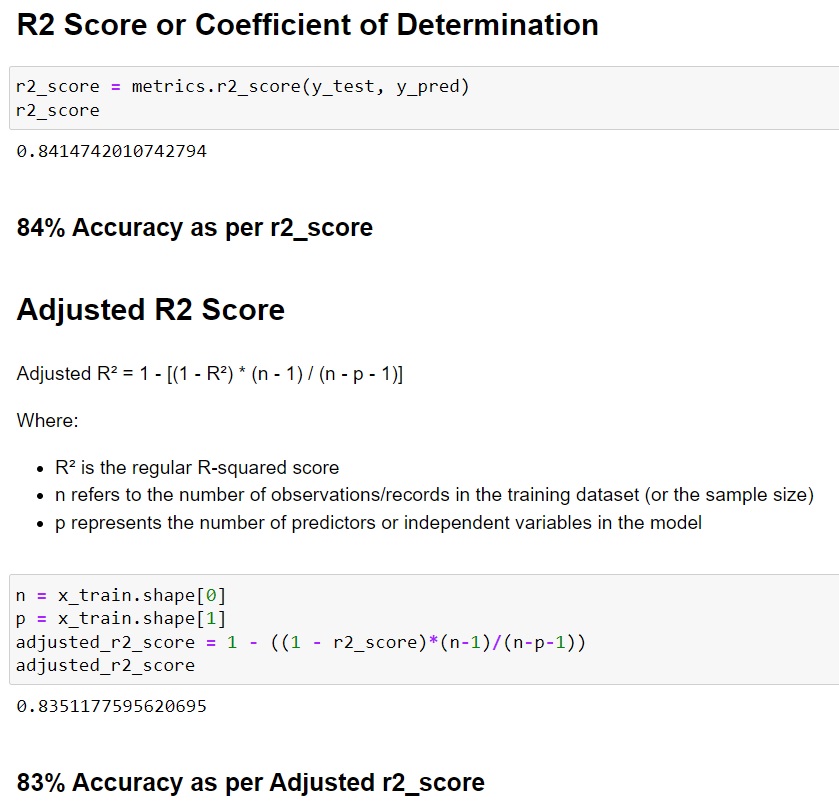 R2 Score or Coefficient of Determination
r2_score = metrics.r2_score(y_test, y_pred)
r2_score
0.8414742010742794
84% Accuracy as per r2_score
Adjusted R2 Score
Adjusted R² = 1 - [(1 - R²) * (n - 1) / (n - p - 1)]
Where:
• R² is the regular R-squared score
• n refers to the number of observations/records in the training dataset (or the sample size)
• p represents the number of predictors or independent variables in the model
n = x_train.shape[0]
p = x_train.shape[1]
adjusted_r2_score = 1 - ((1 - r2_score)*(n-1)/(n-p-1))
adjusted_r2_score
0.8351177595620695
83% Accuracy as per Adjusted r2_score